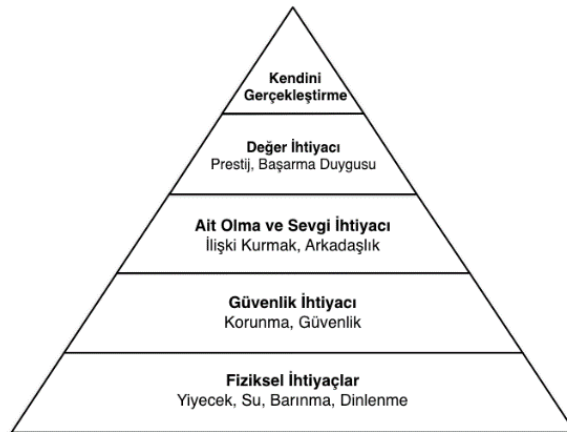 Kendini
Gerçekleştirme
Değer İhtiyacı
Prestij, Başarma Duygusu
Ait Olma ve Sevgi İhtiyacı
İlişki Kurmak, Arkadaşlık
Güvenlik İhtiyacı
Korunma, Güvenlik
Fiziksel İhtiyaçlar
Yiyecek, Su, Barınma, Dinlenme